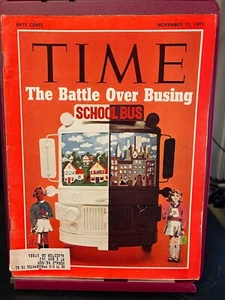 FIFTY CENTS
NOVEMBER 15, 1971
TIME
The Battle Over Busing
SCHOOL BUS